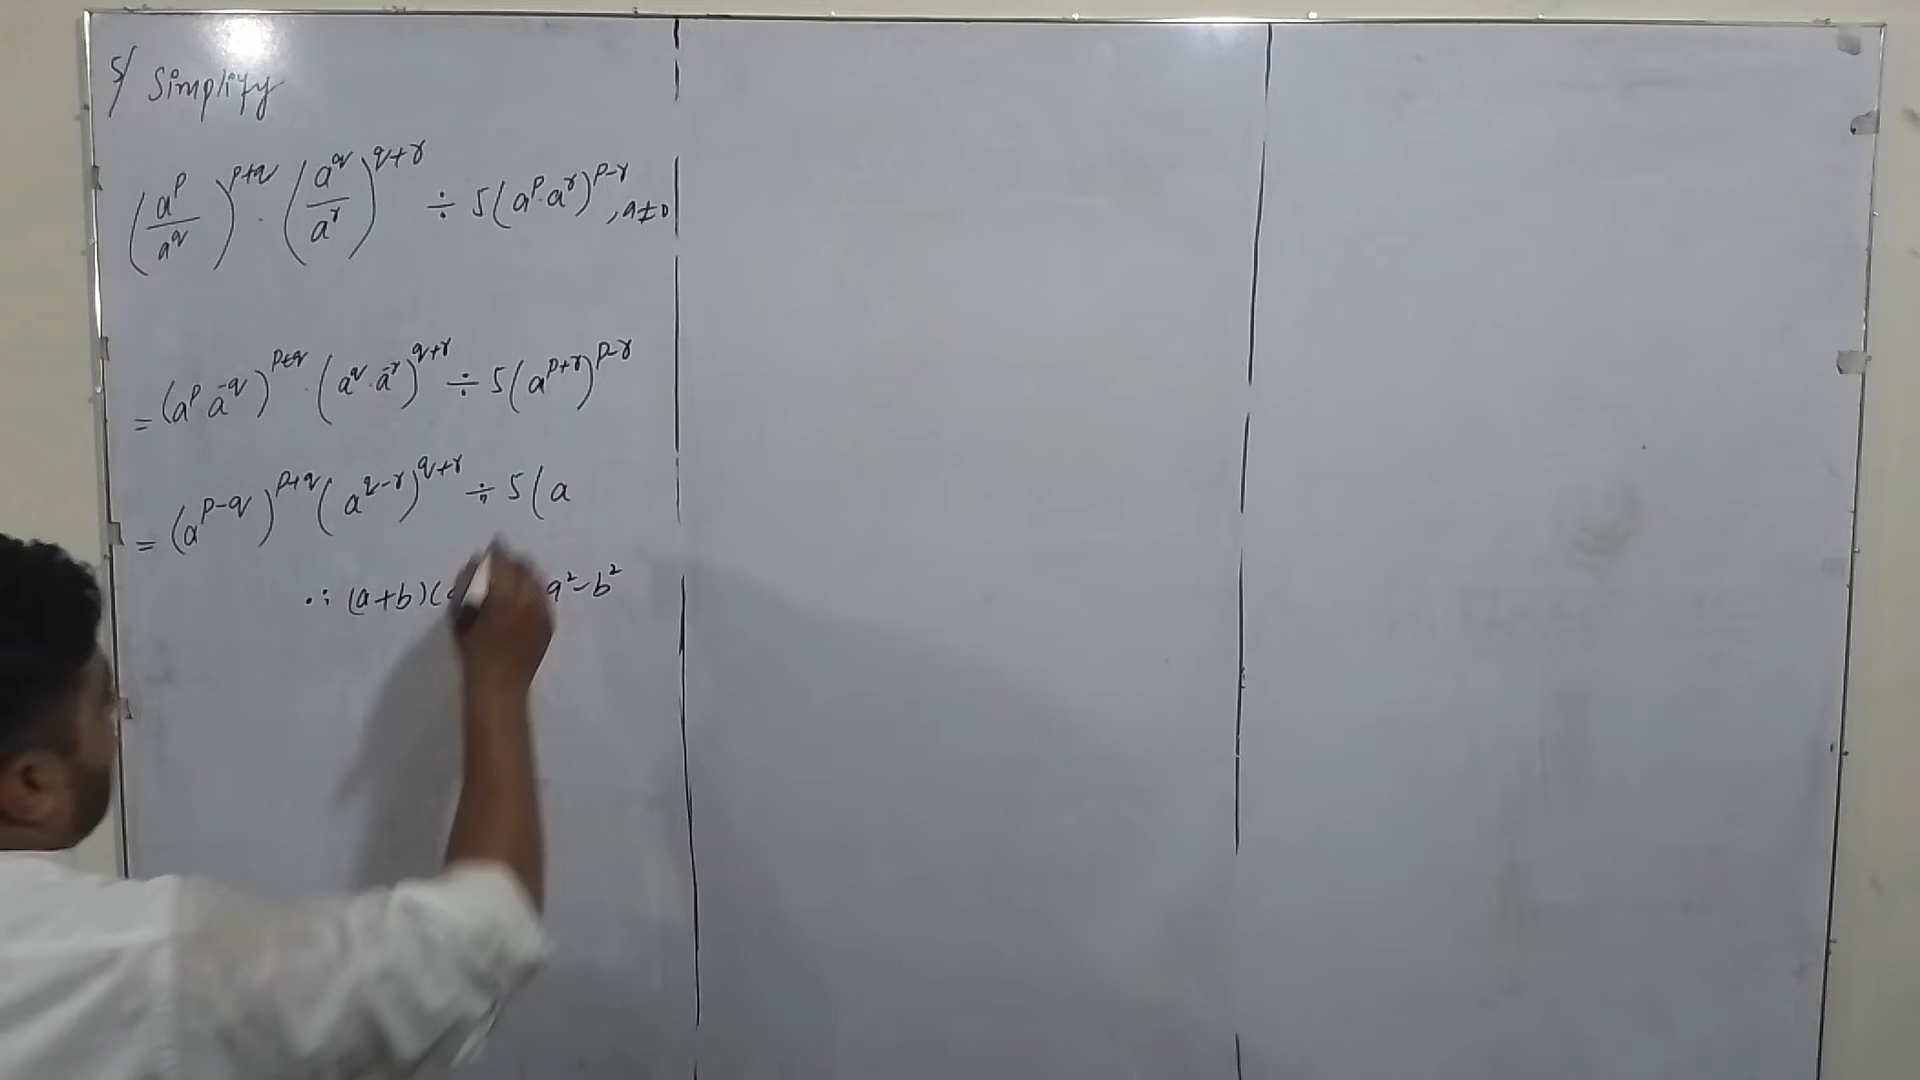 5/ Simplify
(a^p/a^q)^(p+q) · (a^q/a^r)^(q+r) ÷ 5(a^p·a^r)^(p-r), a≠0
= (a^p a^-q)^(p+q) · (a^q·a^-r)^(q+r) ÷ 5(a^(p+r))^(p-r)
= (a^(p-q))^(p+q) (a^(q-r))^(q+r) ÷ 5(a
∴ (a+b)( a²-b²